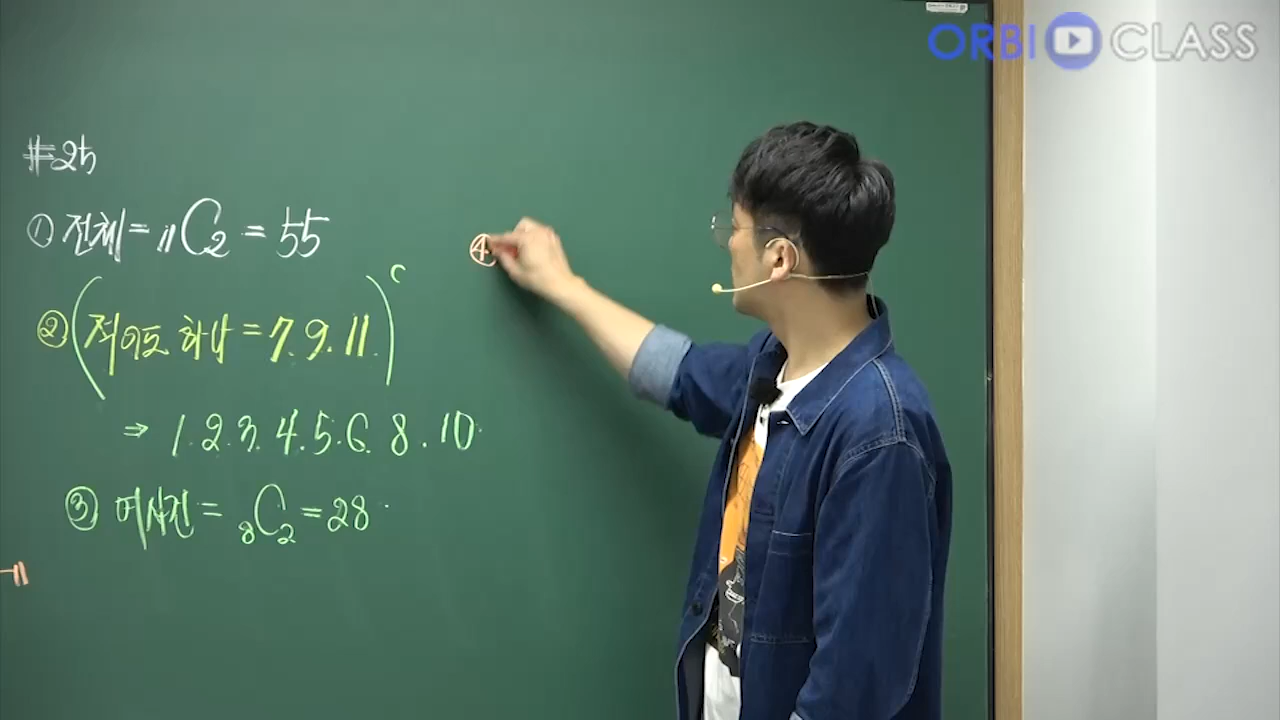 ORBI CLASS
#25
① 전체 = ₁₁C₂ = 55
② (적어도 하나 = 7. 9. 11.)ᶜ
⇒ 1. 2. 3. 4. 5. 6. 8. 10.
③ 여사건 = ₈C₂ = 28
④